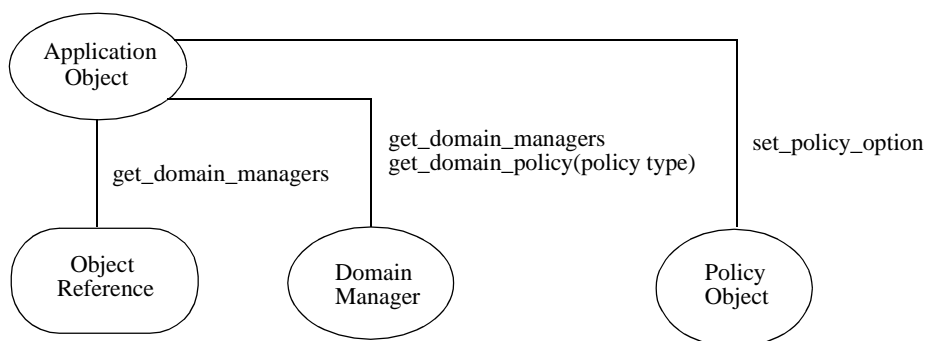 Application
Object
get_domain_managers
get_domain_managers
get_domain_policy(policy type)
set_policy_option
Object
Reference
Domain
Manager
Policy
Object